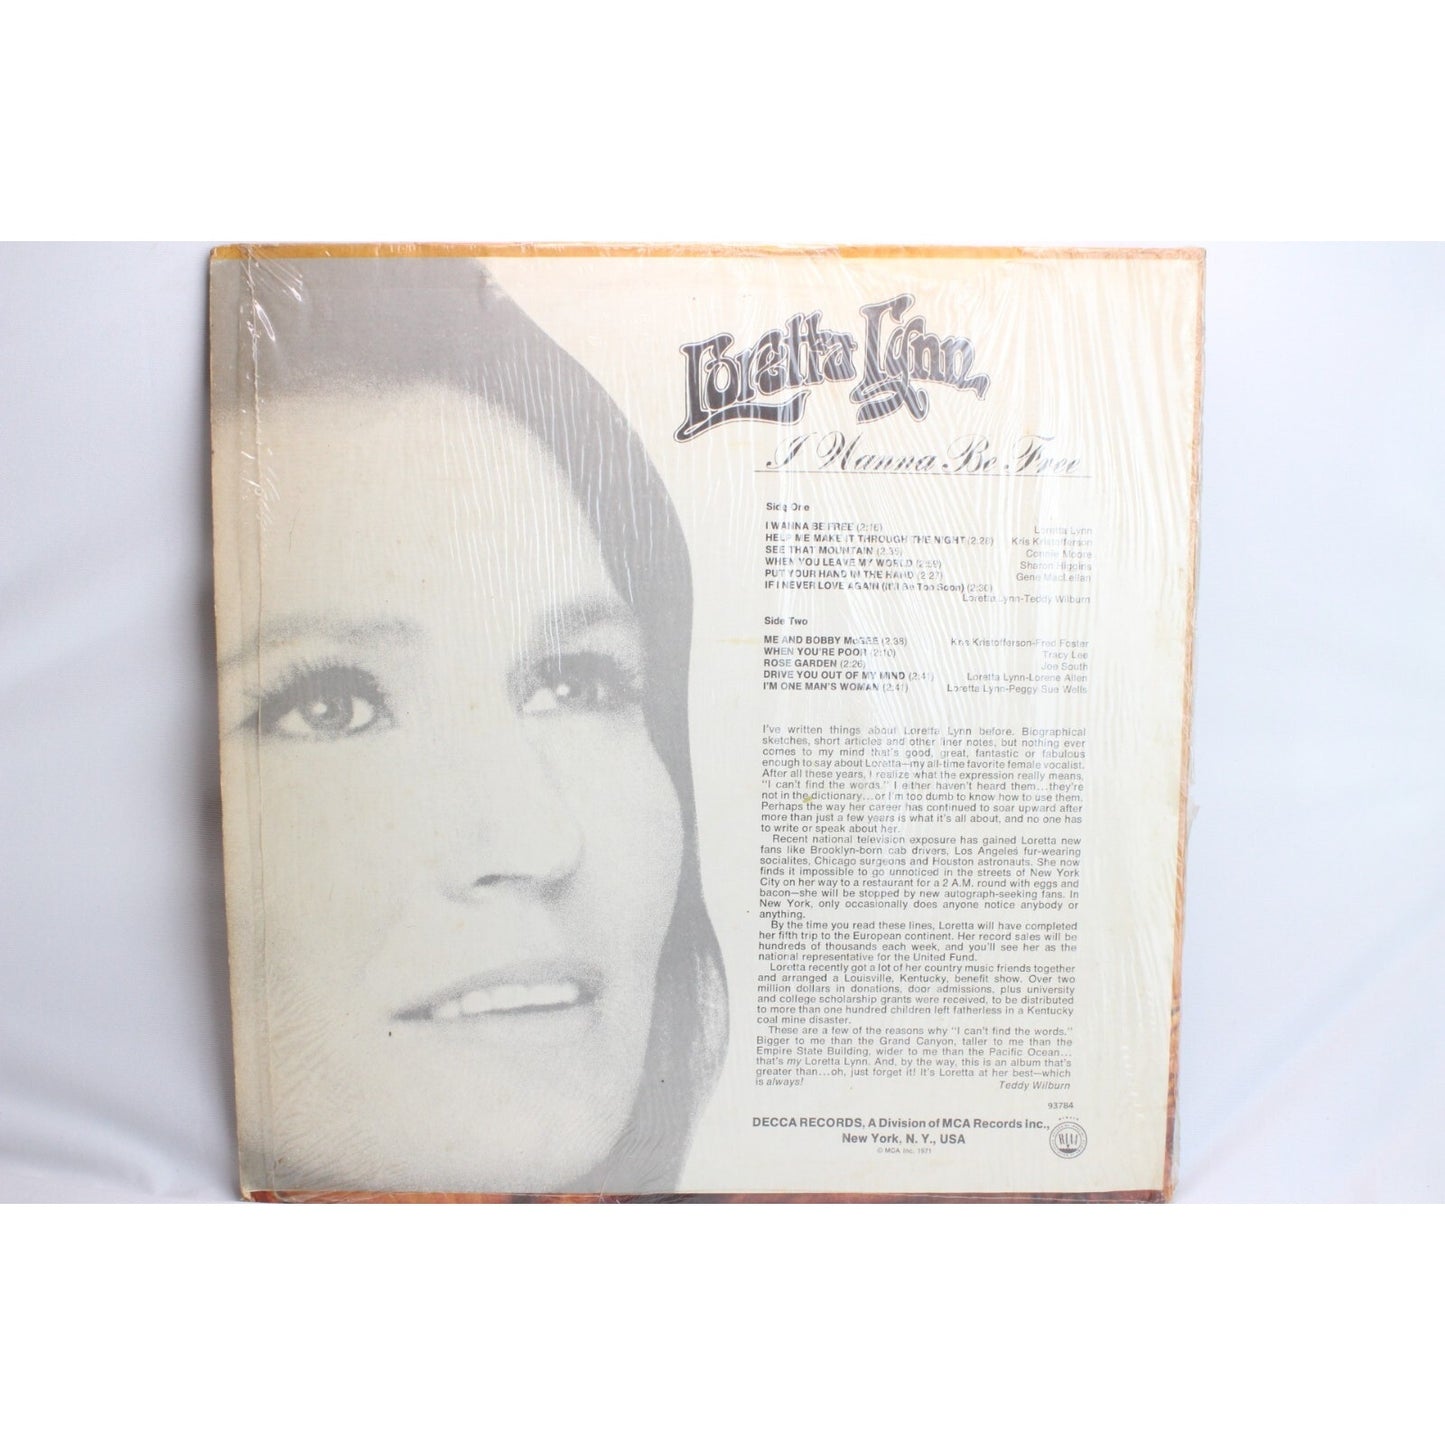 Loretta Lynn
I Wanna Be Free
Side One
I WANNA BE FREE (2:16) Loretta Lynn
HELP ME MAKE IT THROUGH THE NIGHT (2:28) Kris Kristofferson
SEE THAT MOUNTAIN (2:35) Connie Moore
WHEN YOU LEAVE MY WORLD (2:59) Sharon Higgins
PUT YOUR HAND IN THE HAND (2:27) Gene MacLellan
IF I NEVER LOVE AGAIN (It'll Be Too Soon) (2:30)
Loretta Lynn-Teddy Wilburn
Side Two
ME AND BOBBY McGEE (2:38) Kris Kristofferson-Fred Foster
WHEN YOU'RE POOR (2:10) Tracy Lee
ROSE GARDEN (2:26) Joe South
DRIVE YOU OUT OF MY MIND (2:41) Loretta Lynn-Lorene Allen
I'M ONE MAN'S WOMAN (2:41) Loretta Lynn-Peggy Sue Wells
I've written things about Loretta Lynn before. Biographical
sketches, short articles and other liner notes, but nothing ever
comes to my mind that's good, great, fantastic or fabulous
enough to say about Loretta—my all-time favorite female vocalist.
After all these years, I realize what the expression really means,
"I can't find the words." I either haven't heard them...they're
not in the dictionary...or I'm too dumb to know how to use them.
Perhaps the way her career has continued to soar upward after
more than just a few years is what it's all about, and no one has
to write or speak about her.
Recent national television exposure has gained Loretta new
fans like Brooklyn-born cab drivers, Los Angeles fur-wearing
socialites, Chicago surgeons and Houston astronauts. She now
finds it impossible to go unnoticed in the streets of New York
City on her way to a restaurant for a 2 A.M. round with eggs and
bacon—she will be stopped by new autograph-seeking fans. In
New York, only occasionally does anyone notice anybody or
anything.
By the time you read these lines, Loretta will have completed
her fifth trip to the European continent. Her record sales will be
hundreds of thousands each week, and you'll see her as the
national representative for the United Fund.
Loretta recently got a lot of her country music friends together
and arranged a Louisville, Kentucky, benefit show. Over two
million dollars in donations, door admissions, plus university
and college scholarship grants were received, to be distributed
to more than one hundred children left fatherless in a Kentucky
coal mine disaster.
These are a few of the reasons why "I can't find the words."
Bigger to me than the Grand Canyon, taller to me than the
Empire State Building, wider to me than the Pacific Ocean...
that's my Loretta Lynn. And, by the way, this is an album that's
greater than...oh, just forget it! It's Loretta at her best—which
is always! Teddy Wilburn
93784
DECCA RECORDS, A Division of MCA Records Inc.,
New York, N. Y., USA
© MCA Inc. 1971